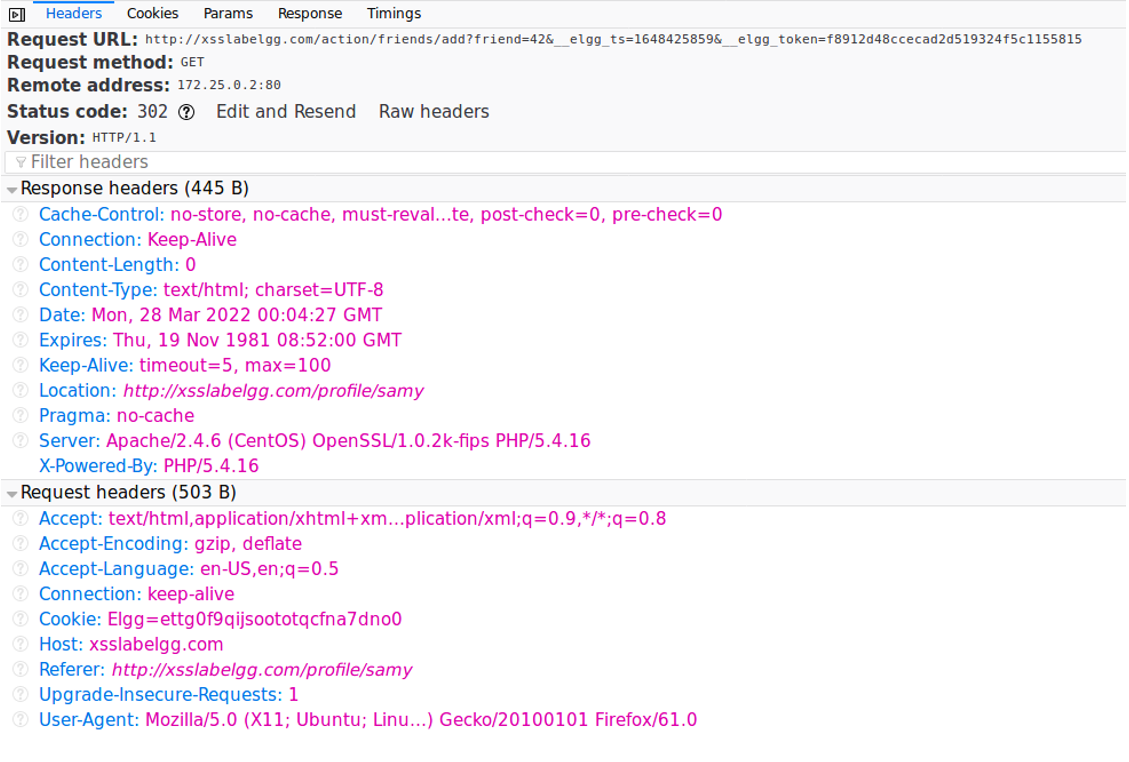 Headers Cookies Params Response Timings
Request URL: http://xsslabelgg.com/action/friends/add?friend=42&__elgg_ts=1648425859&__elgg_token=f8912d48ccecad2d519324f5c1155815
Request method: GET
Remote address: 172.25.0.2:80
Status code: 302 ? Edit and Resend Raw headers
Version: HTTP/1.1
Filter headers
Response headers (445 B)
? Cache-Control: no-store, no-cache, must-reval...te, post-check=0, pre-check=0
? Connection: Keep-Alive
? Content-Length: 0
? Content-Type: text/html; charset=UTF-8
? Date: Mon, 28 Mar 2022 00:04:27 GMT
? Expires: Thu, 19 Nov 1981 08:52:00 GMT
? Keep-Alive: timeout=5, max=100
? Location: http://xsslabelgg.com/profile/samy
? Pragma: no-cache
? Server: Apache/2.4.6 (CentOS) OpenSSL/1.0.2k-fips PHP/5.4.16
X-Powered-By: PHP/5.4.16
Request headers (503 B)
? Accept: text/html,application/xhtml+xm...plication/xml;q=0.9,*/*;q=0.8
? Accept-Encoding: gzip, deflate
? Accept-Language: en-US,en;q=0.5
? Connection: keep-alive
? Cookie: Elgg=ettg0f9qijsoototqcfna7dno0
? Host: xsslabelgg.com
? Referer: http://xsslabelgg.com/profile/samy
? Upgrade-Insecure-Requests: 1
? User-Agent: Mozilla/5.0 (X11; Ubuntu; Linu...) Gecko/20100101 Firefox/61.0